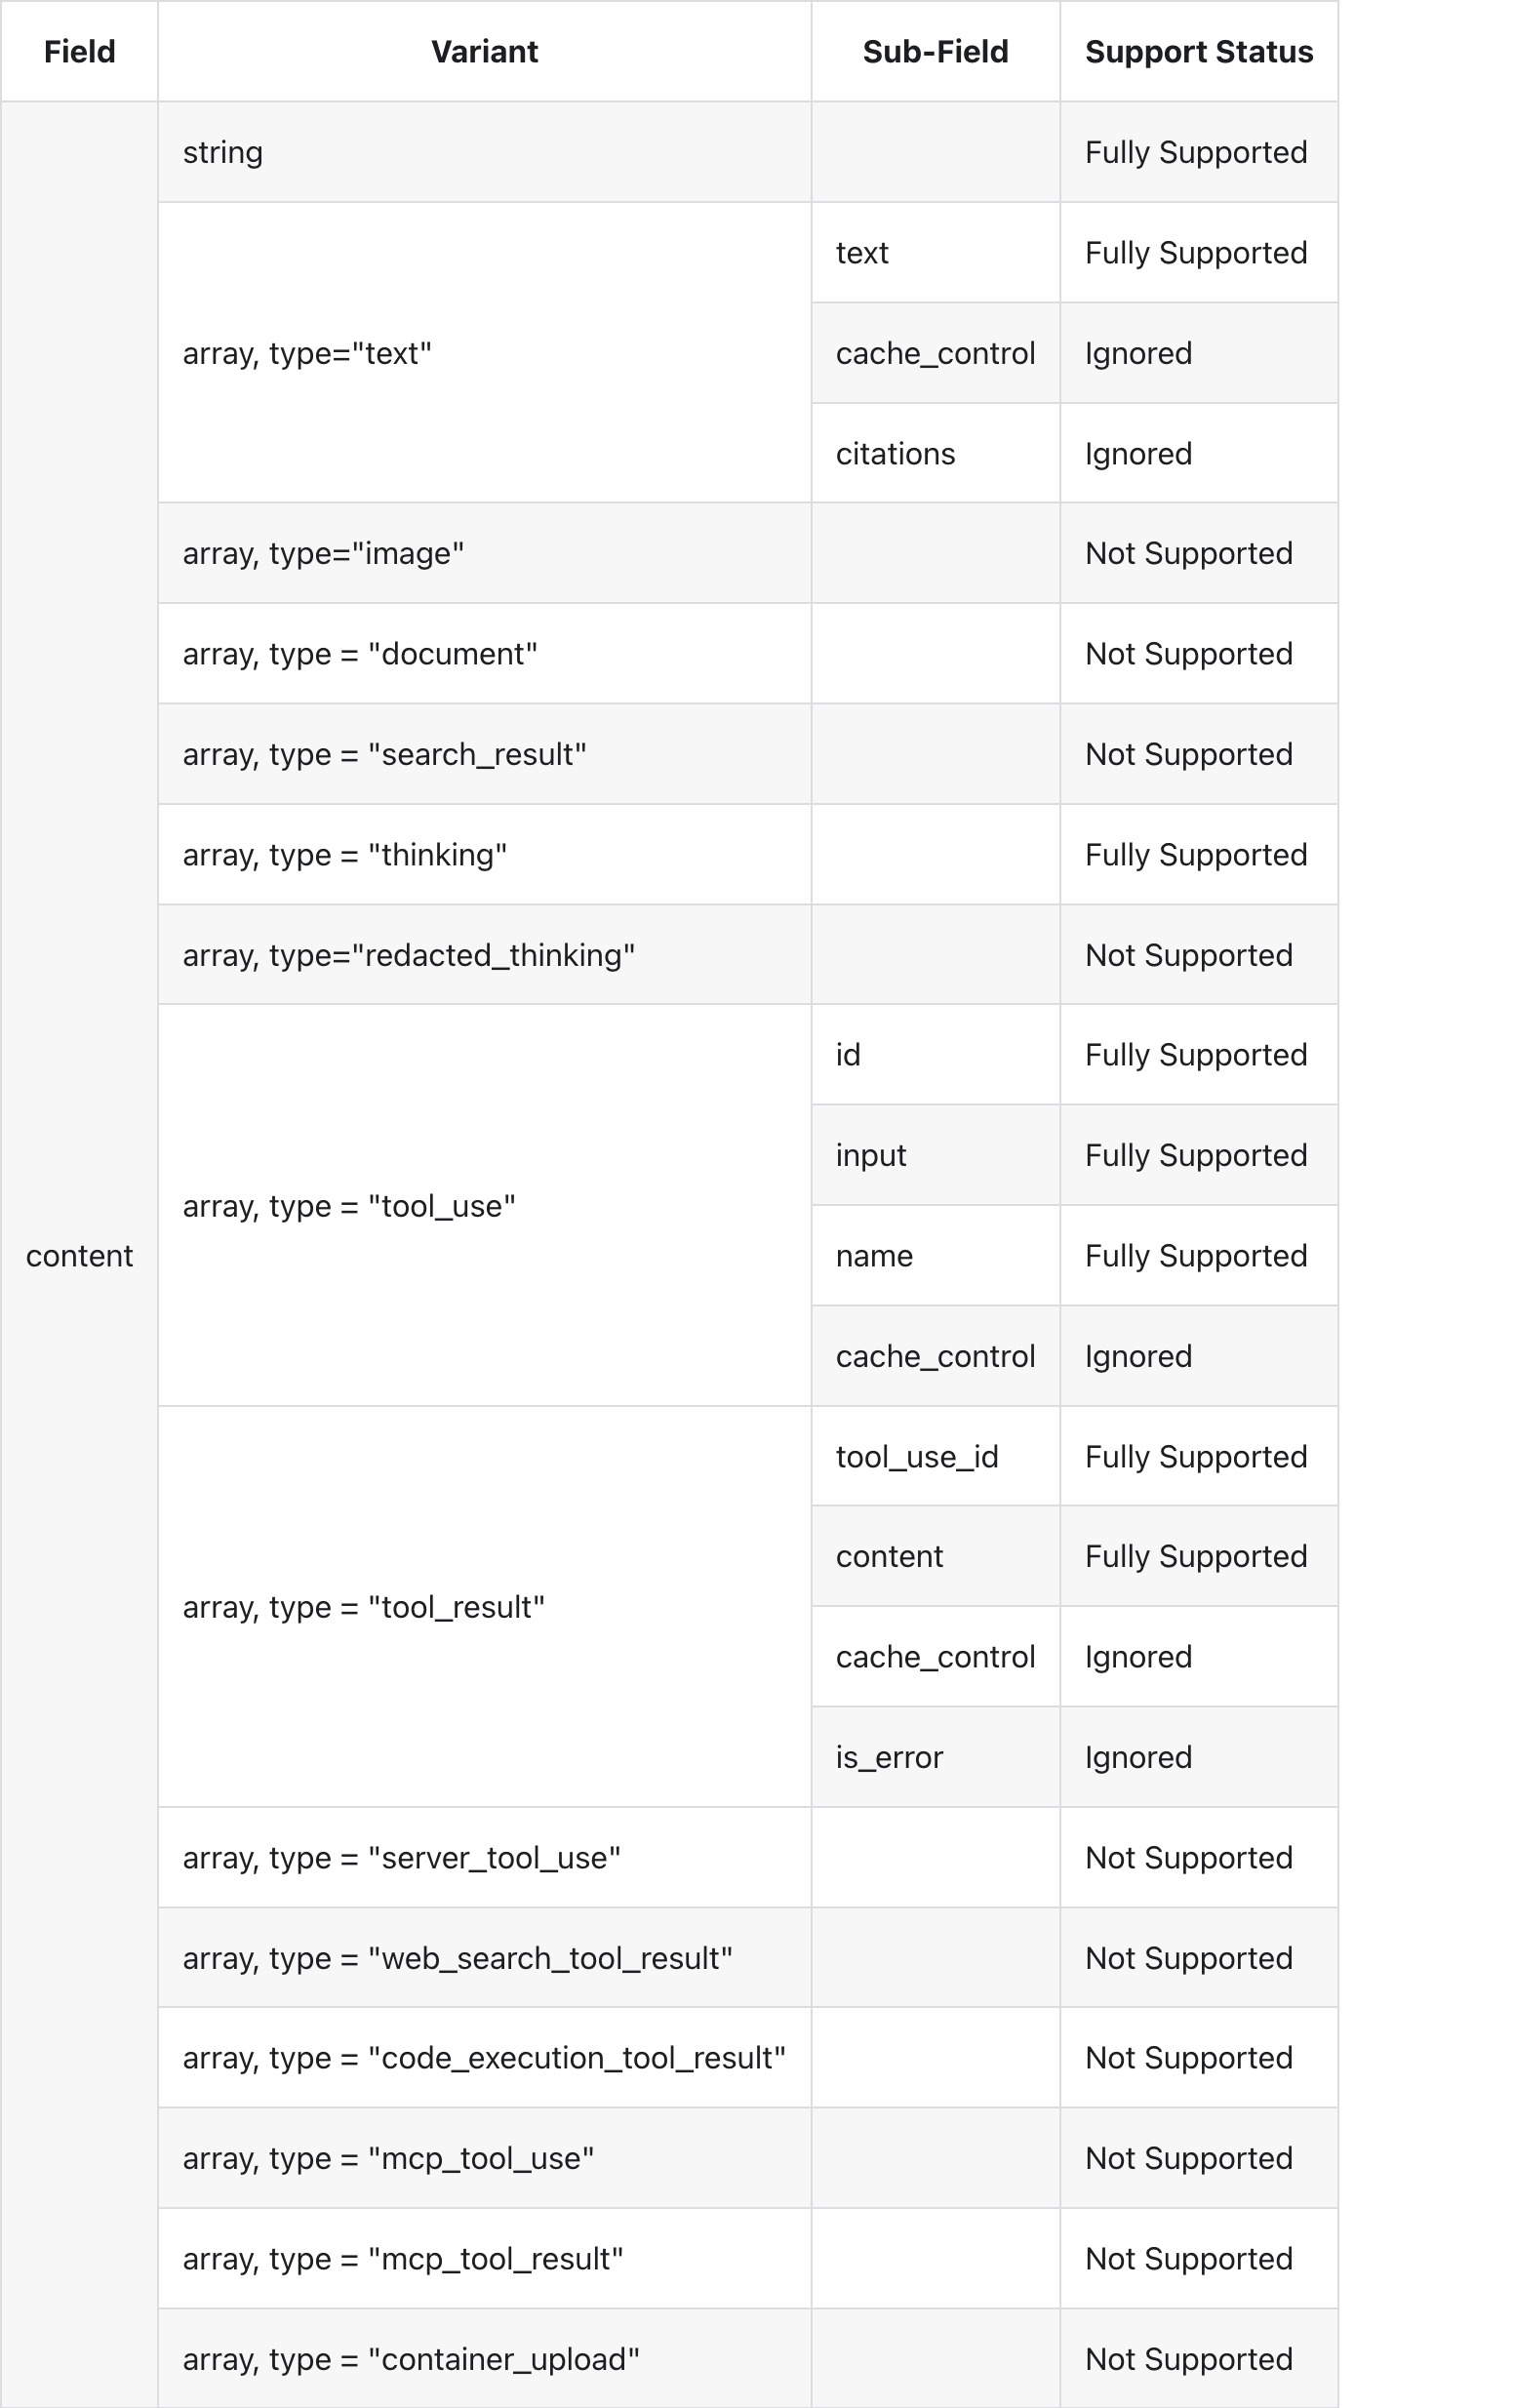 Field Variant Sub-Field Support Status
string Fully Supported
text Fully Supported
array, type="text" cache_control Ignored
citations Ignored
array, type="image" Not Supported
array, type = "document" Not Supported
array, type = "search_result" Not Supported
array, type = "thinking" Fully Supported
array, type="redacted_thinking" Not Supported
id Fully Supported
input Fully Supported
array, type = "tool_use"
content name Fully Supported
cache_control Ignored
tool_use_id Fully Supported
content Fully Supported
array, type = "tool_result"
cache_control Ignored
is_error Ignored
array, type = "server_tool_use" Not Supported
array, type = "web_search_tool_result" Not Supported
array, type = "code_execution_tool_result" Not Supported
array, type = "mcp_tool_use" Not Supported
array, type = "mcp_tool_result" Not Supported
array, type = "container_upload" Not Supported